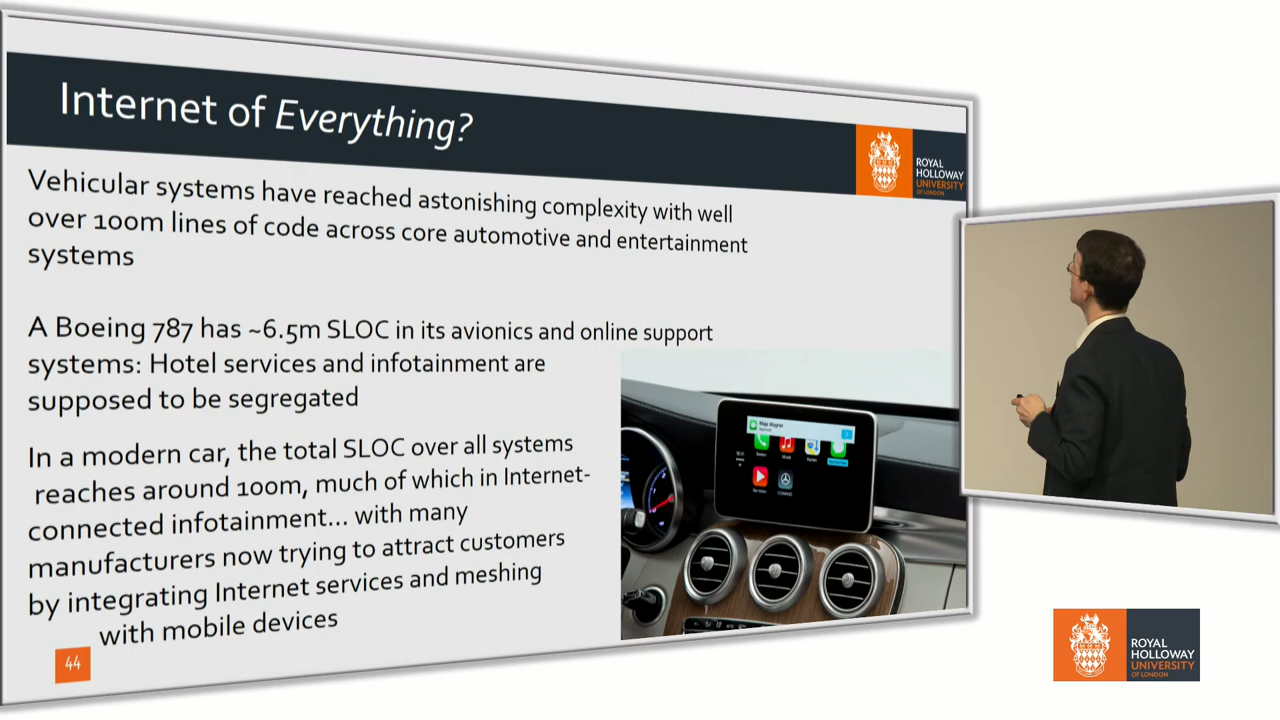 Internet of Everything?
ROYAL
HOLLOWAY
UNIVERSITY
OF LONDON
Vehicular systems have reached astonishing complexity with well
over 100m lines of code across core automotive and entertainment
systems
A Boeing 787 has ~6.5m SLOC in its avionics and online support
systems: Hotel services and infotainment are
supposed to be segregated
In a modern car, the total SLOC over all systems
reaches around 100m, much of which in Internet-
connected infotainment... with many
manufacturers now trying to attract customers
by integrating Internet services and meshing
with mobile devices
44
ROYAL
HOLLOWAY
UNIVERSITY
OF LONDON